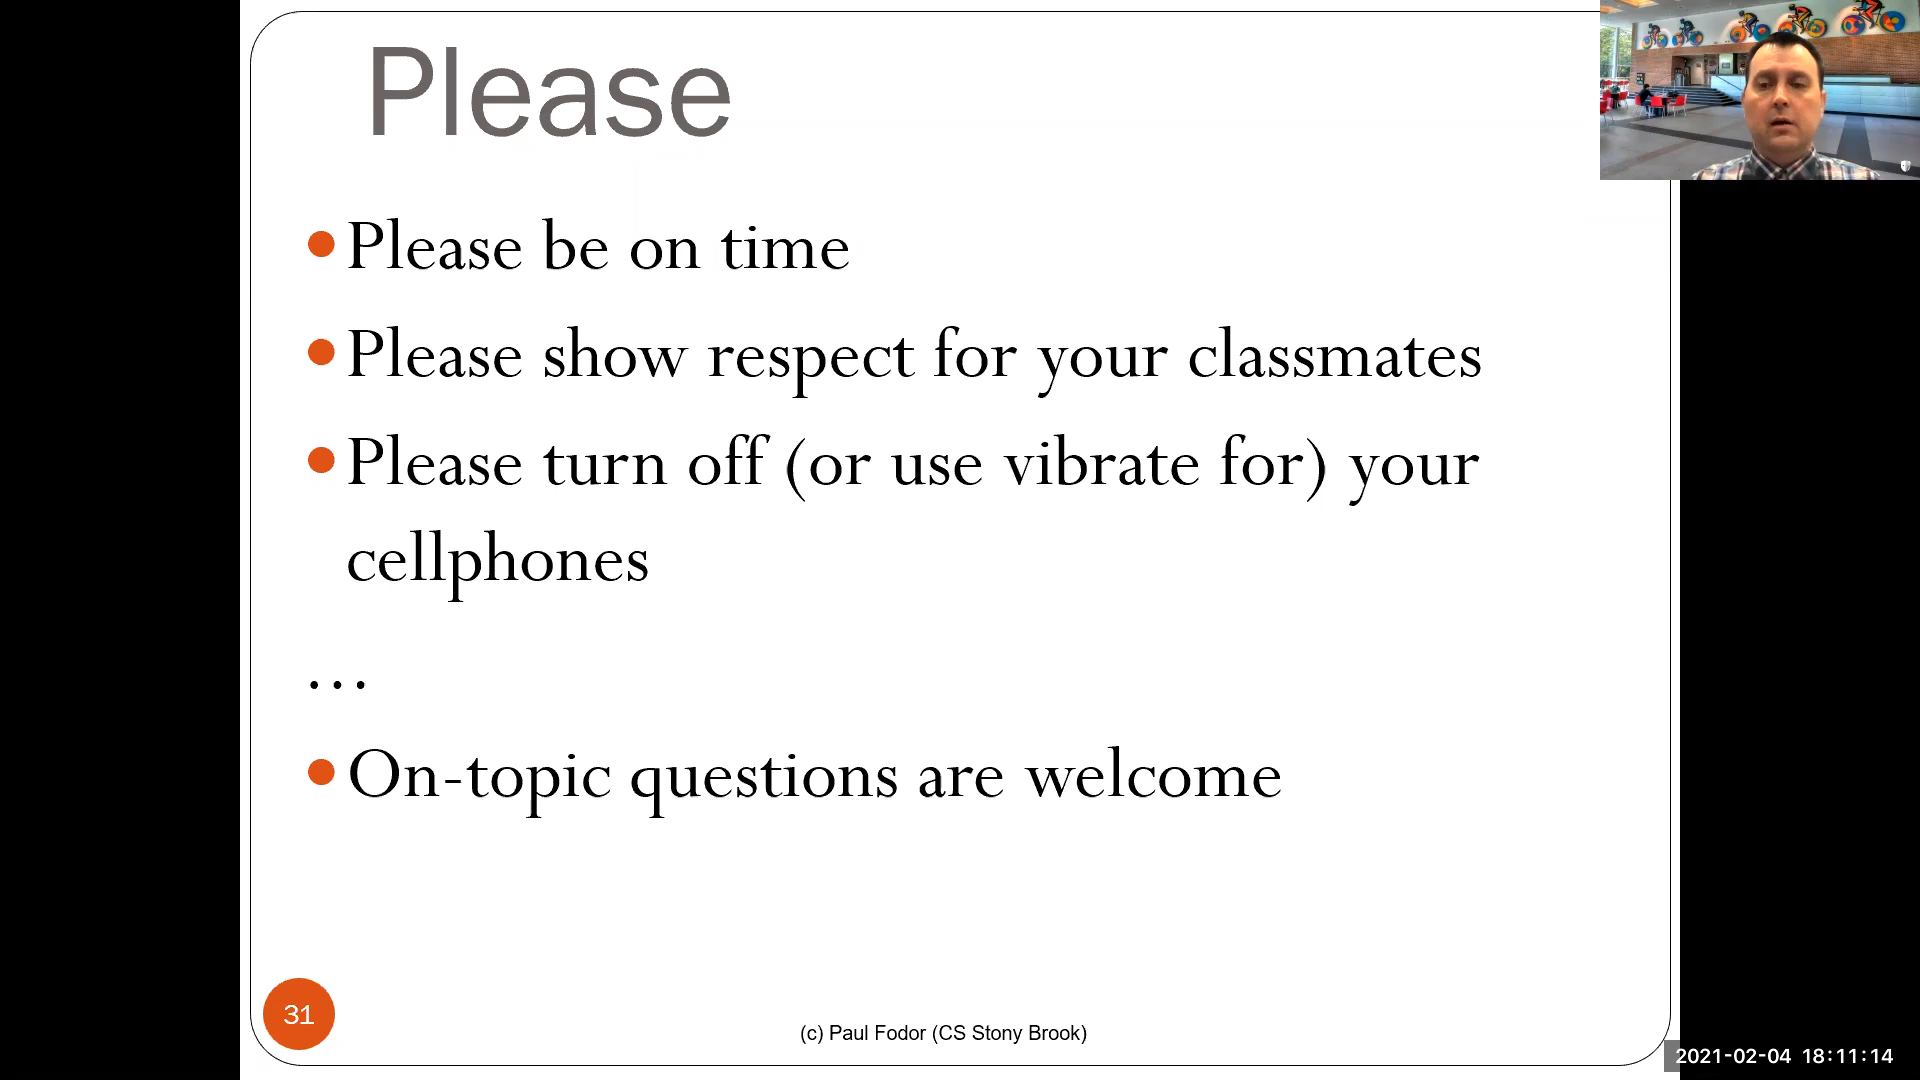 Please
• Please be on time
• Please show respect for your classmates
• Please turn off (or use vibrate for) your
cellphones
…
• On-topic questions are welcome
31
(c) Paul Fodor (CS Stony Brook)
2021-02-04 18:11:14